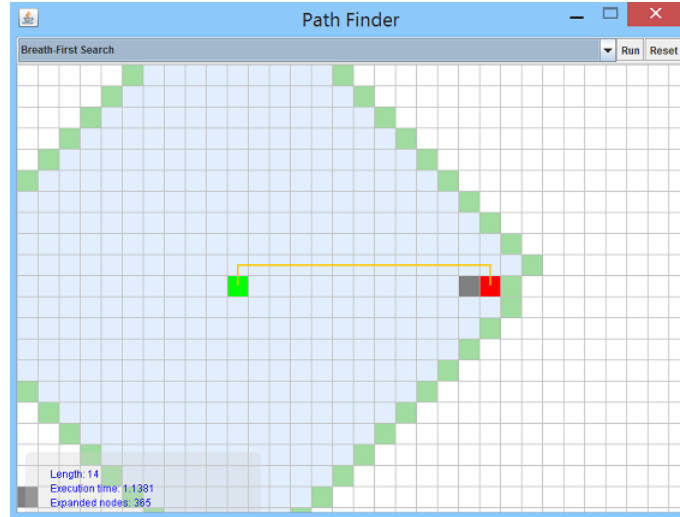 Path Finder
Breath-First Search
Run Reset
Length: 14
Execution time: 1.1381
Expanded nodes: 365